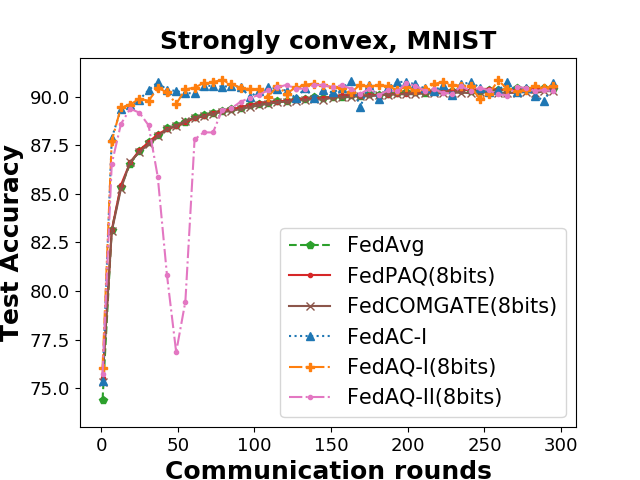 Strongly convex, MNIST
Test Accuracy
90.0
87.5
85.0
82.5
80.0
77.5
75.0
FedAvg
FedPAQ(8bits)
FedCOMGATE(8bits)
FedAC-I
FedAQ-I(8bits)
FedAQ-II(8bits)
0 50 100 150 200 250 300
Communication rounds